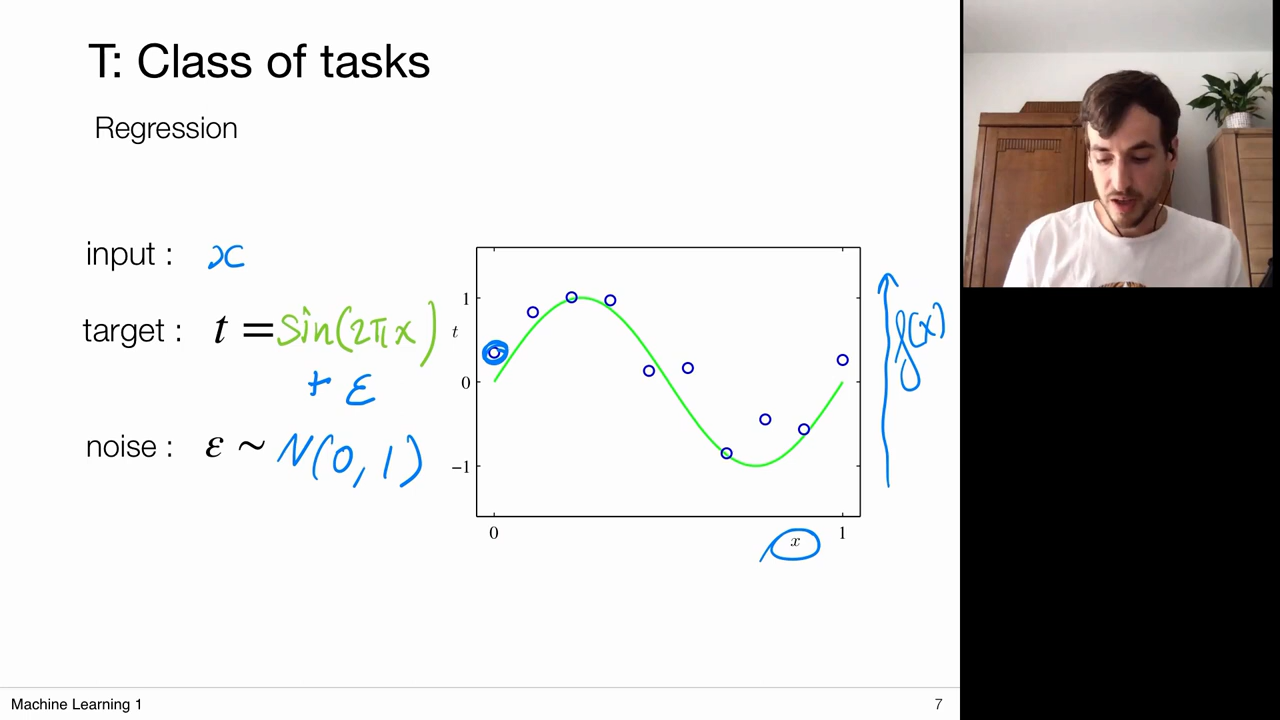 T: Class of tasks
Regression
input : x
target : t = sin(2πx)
+ ε
noise : ε ~ N(0, 1)
1
t
0
−1
0
x
1
f(x)
Machine Learning 1
7